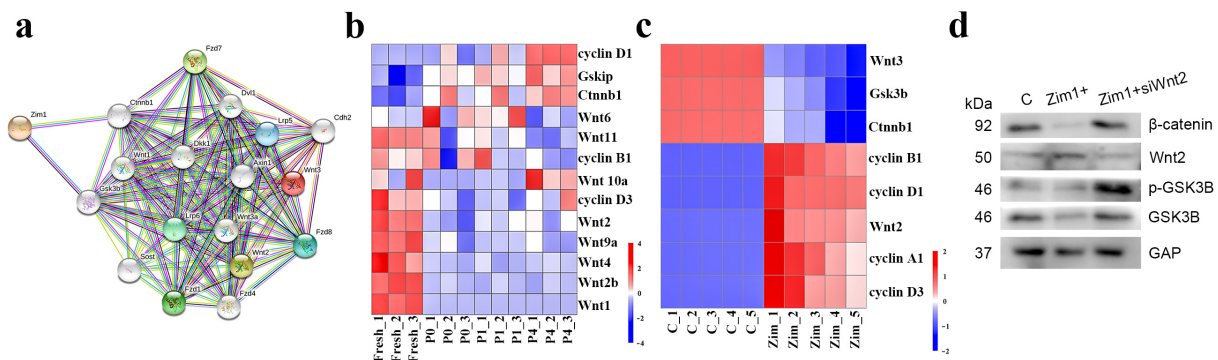 a
Fzd7
Zim1
Ctnnb1
Dvl1
Lrp5
Cdh2
Dkk1
Wnt1
Axin1
Wnt3
Gsk3b
Lrp6
Wnt3a
Fzd8
Sost
Wnt2
Fzd1
Fzd4
b
cyclin D1
Gskip
Ctnnb1
Wnt6
Wnt11
cyclin B1
Wnt 10a
cyclin D3
Wnt2
Wnt9a
Wnt4
Wnt2b
Wnt1
4
2
0
-2
-4
Fresh_1
Fresh_2
Fresh_3
P0_1
P0_2
P0_3
P1_1
P1_2
P1_3
P4_1
P4_2
P4_3
c
Wnt3
Gsk3b
Ctnnb1
cyclin B1
cyclin D1
Wnt2
cyclin A1
cyclin D3
2
1
0
-1
-2
C_1
C_2
C_3
C_4
C_5
Zim_1
Zim_2
Zim_3
Zim_4
Zim_5
d
kDa C Zim1+ Zim1+siWnt2
92 β-catenin
50 Wnt2
46 p-GSK3B
46 GSK3B
37 GAP